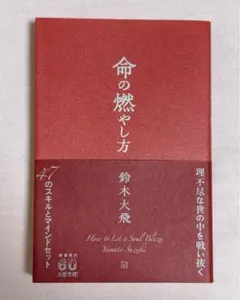 命の燃やし方
鈴木大飛
How to Let a Soul Blaze
Yamato Suzuki
理不尽な世の中を戦い抜く
47のスキルとマインドセット